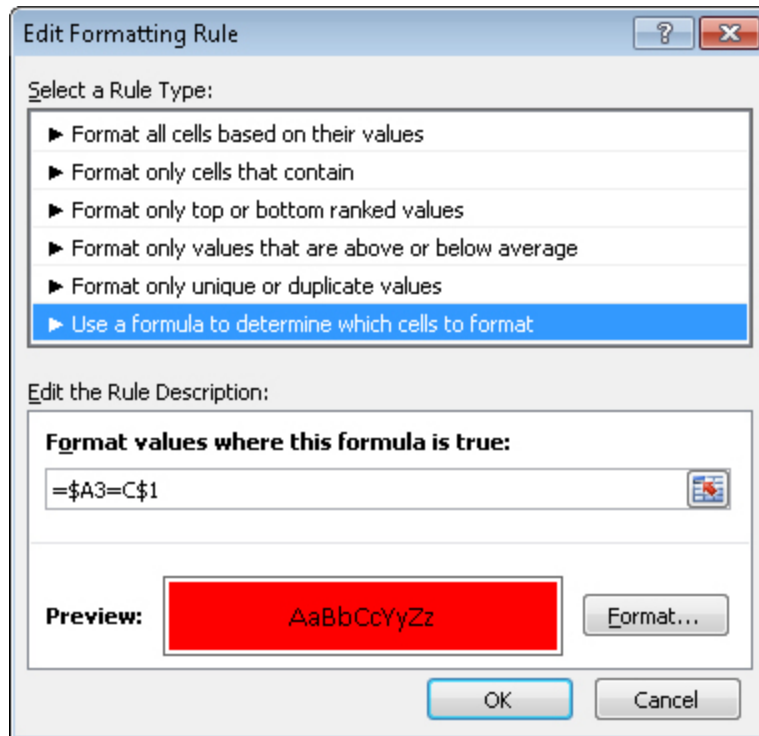 Edit Formatting Rule
Select a Rule Type:
► Format all cells based on their values
► Format only cells that contain
► Format only top or bottom ranked values
► Format only values that are above or below average
► Format only unique or duplicate values
► Use a formula to determine which cells to format
Edit the Rule Description:
Format values where this formula is true:
=$A3=C$1
Preview: AaBbCcYyZz Format...
OK Cancel